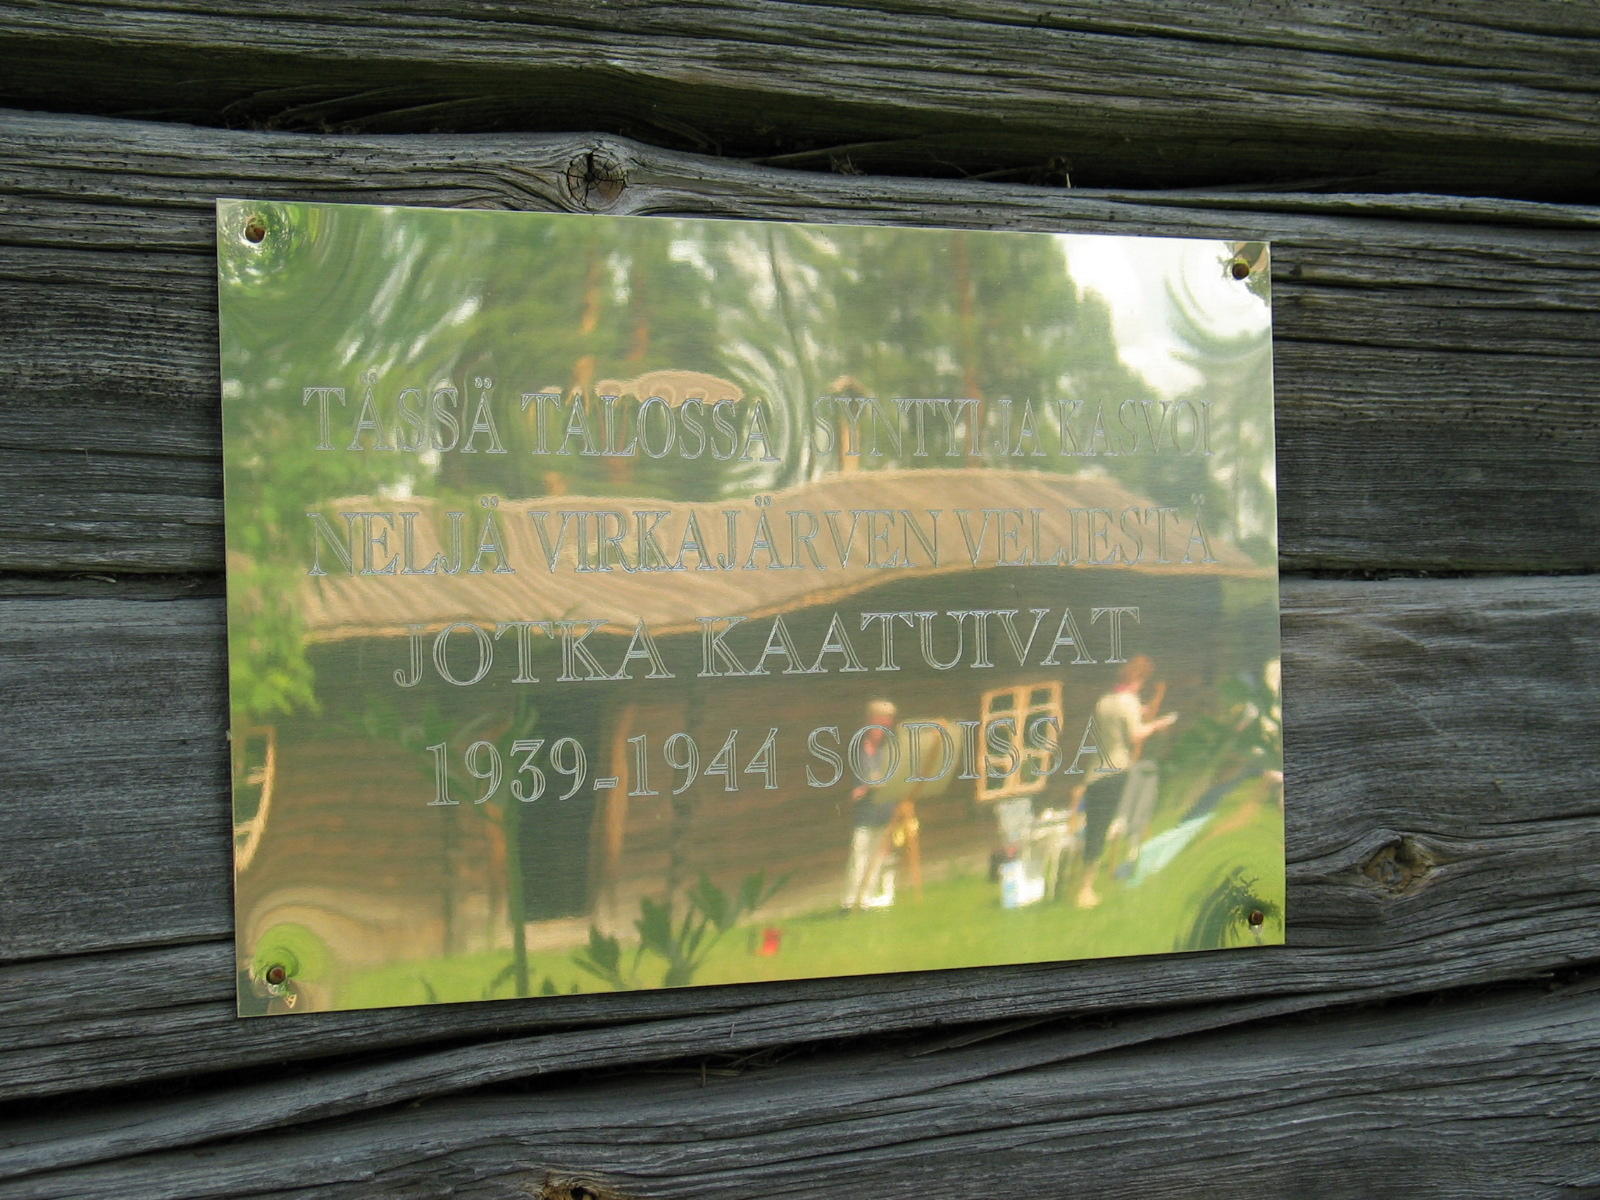 TÄSSÄ TALOSSA SYNTYI JA KASVOI
NELJÄ VIRKAJÄRVEN VELJESTÄ
JOTKA KAATUIVAT
1939-1944 SODISSA